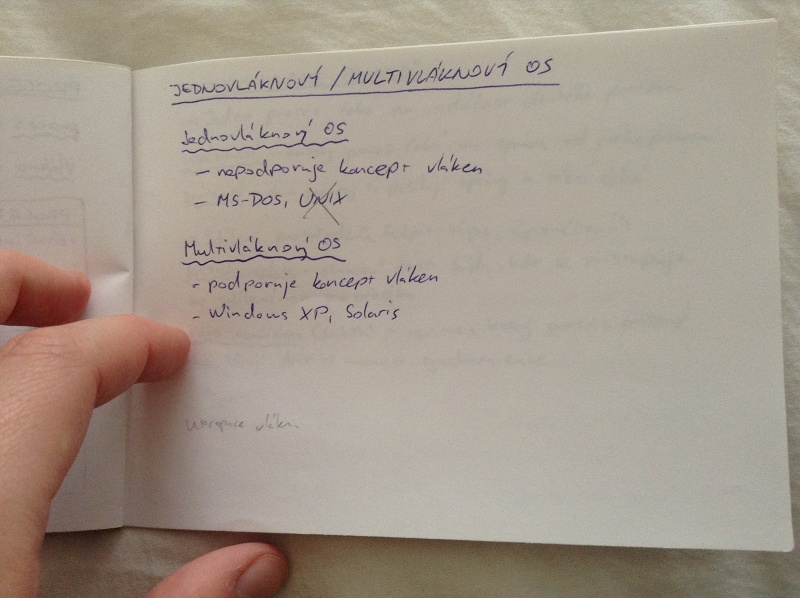 JEDNOVLÁKNOVÝ / MULTIVLÁKNOVÝ OS
Jednovláknový OS
- nepodporuje koncept vláken
- MS-DOS, UNIX
Multivláknový OS
- podporuje koncept vláken
- Windows XP, Solaris
vláken